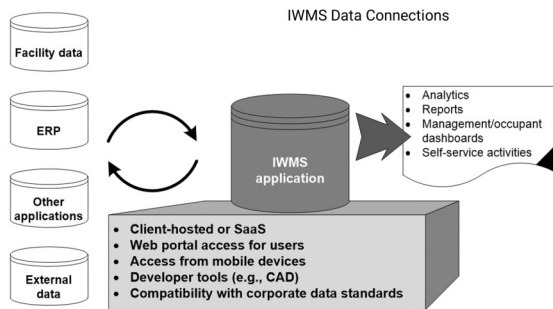 IWMS Data Connections
Facility data
ERP
Other
applications
External
data
IWMS
application
• Analytics
• Reports
• Management/occupant
dashboards
• Self-service activities
• Client-hosted or SaaS
• Web portal access for users
• Access from mobile devices
• Developer tools (e.g., CAD)
• Compatibility with corporate data standards